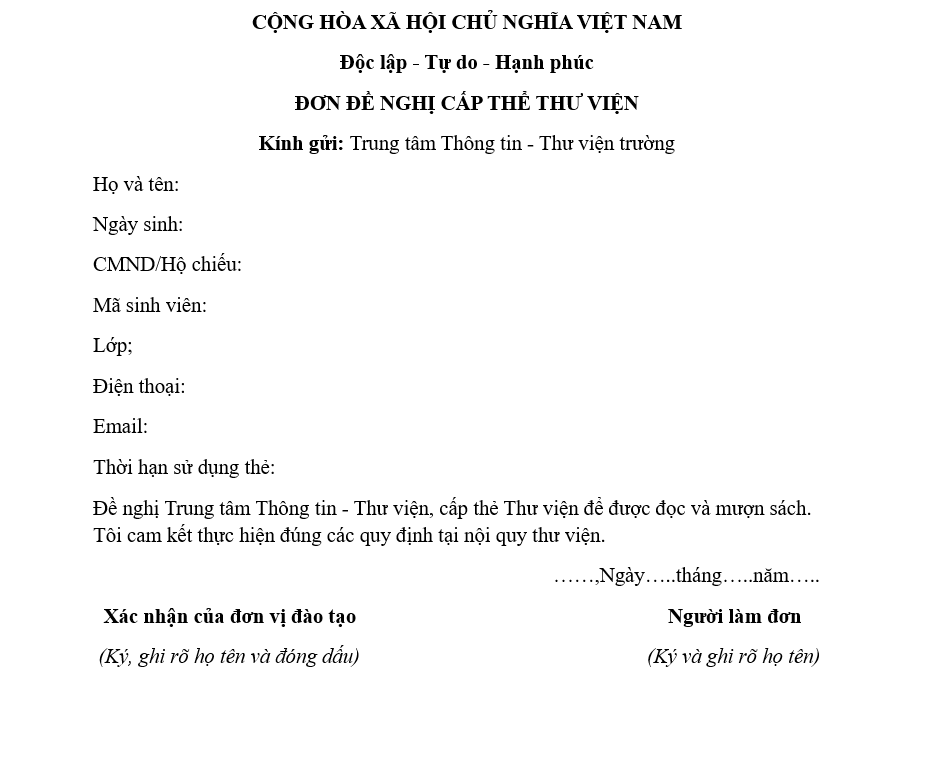 CỘNG HÒA XÃ HỘI CHỦ NGHĨA VIỆT NAM
Độc lập - Tự do - Hạnh phúc
ĐƠN ĐỀ NGHỊ CẤP THẺ THƯ VIỆN
Kính gửi: Trung tâm Thông tin - Thư viện trường
Họ và tên:
Ngày sinh:
CMND/Hộ chiếu:
Mã sinh viên:
Lớp;
Điện thoại:
Email:
Thời hạn sử dụng thẻ:
Đề nghị Trung tâm Thông tin - Thư viện, cấp thẻ Thư viện để được đọc và mượn sách.
Tôi cam kết thực hiện đúng các quy định tại nội quy thư viện.
……,Ngày…..tháng…..năm…..
Xác nhận của đơn vị đào tạo Người làm đơn
(Ký, ghi rõ họ tên và đóng dấu) (Ký và ghi rõ họ tên)